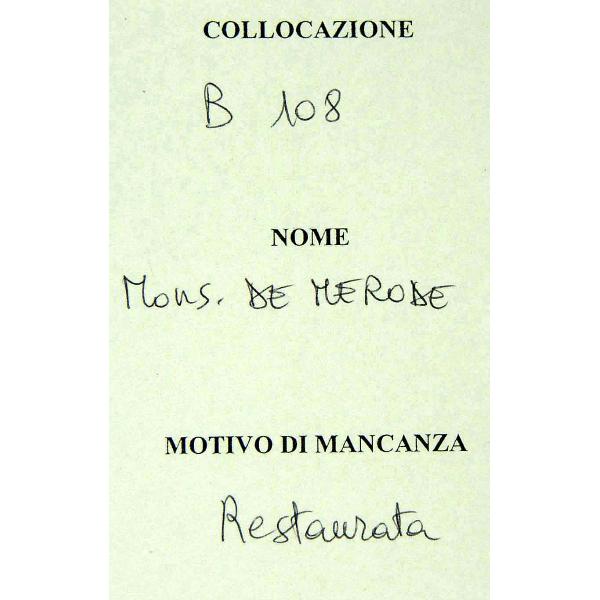 COLLOCAZIONE
B 108
NOME
Mons. DE MERODE
MOTIVO DI MANCANZA
Restaurata